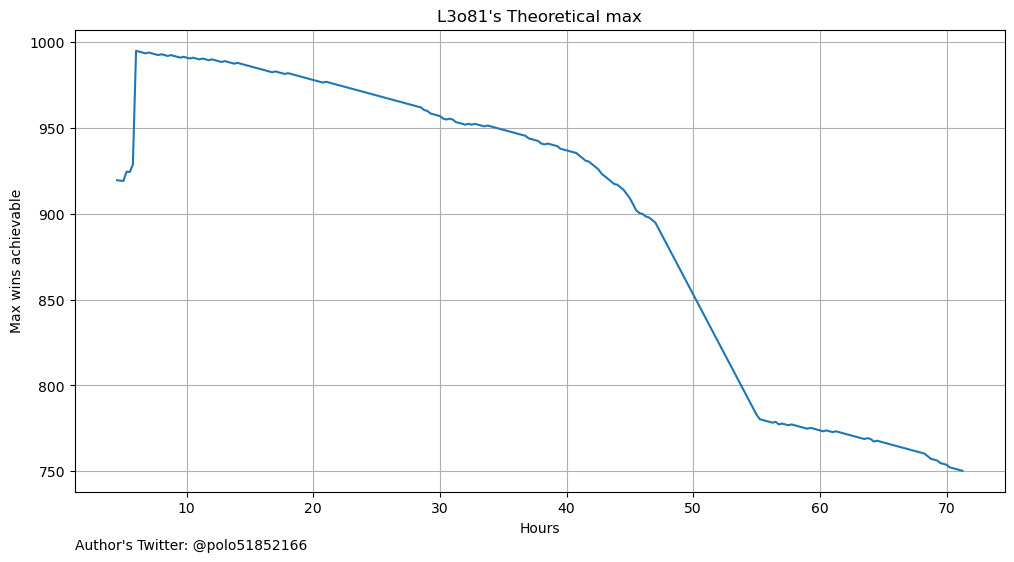 L3o81's Theoretical max
Max wins achievable
1000
950
900
850
800
750
10 20 30 40 50 60 70
Hours
Author's Twitter: @polo51852166